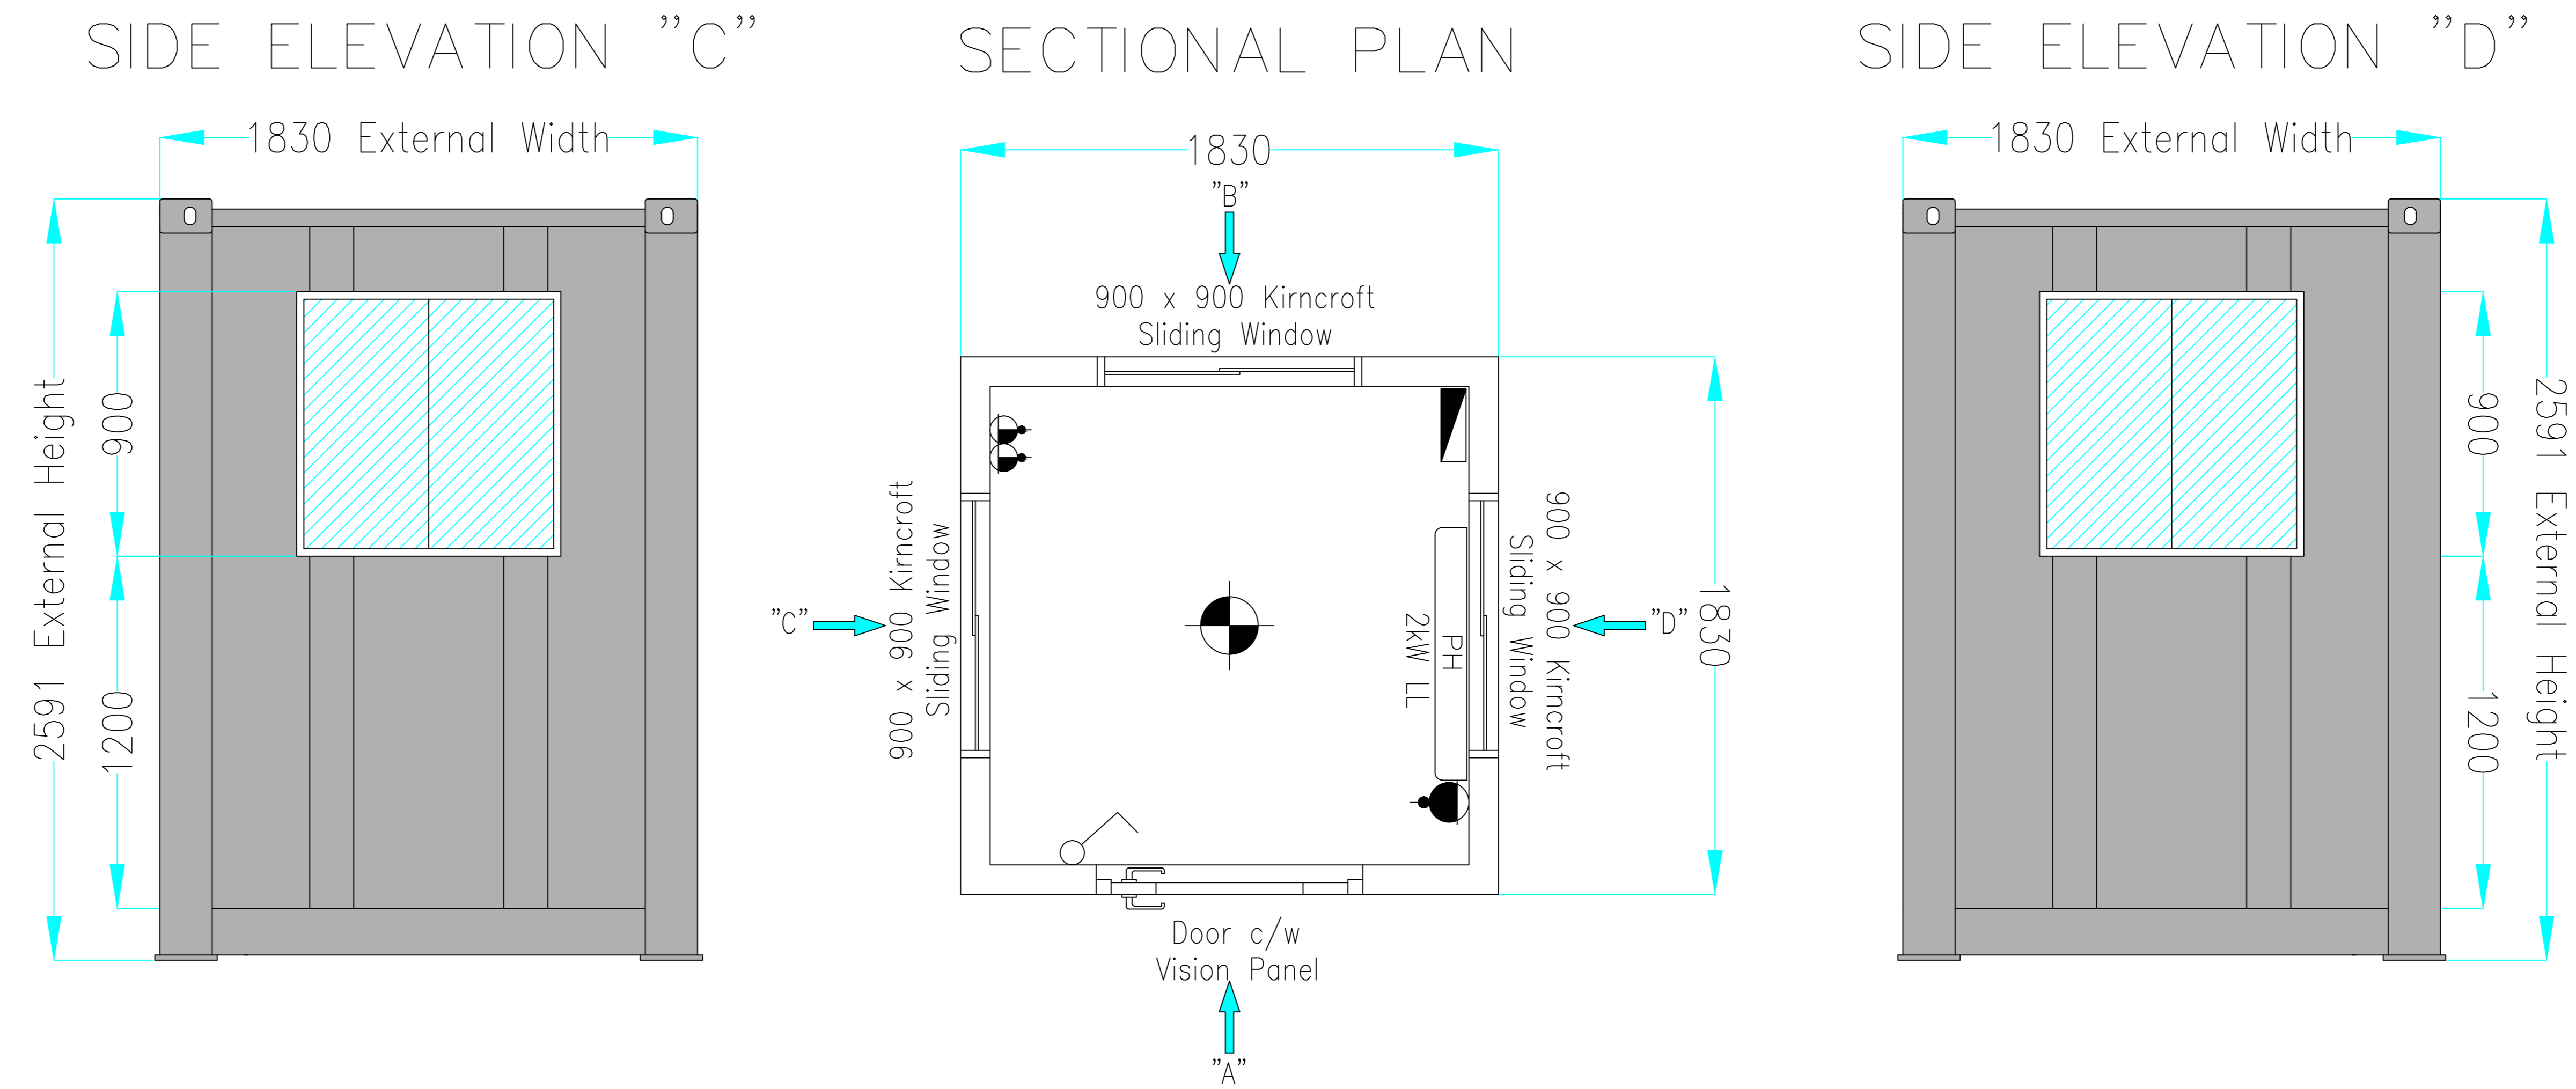 SIDE ELEVATION "C"
1830 External Width
2591 External Height
900
1200
SECTIONAL PLAN
1830
"B"
900 x 900 Kirncroft
Sliding Window
"C"
900 x 900 Kirncroft
Sliding Window
PH
2kW LL
900 x 900 Kirncroft
Sliding Window
"D"
1830
Door c/w
Vision Panel
"A"
SIDE ELEVATION "D"
1830 External Width
900
1200
2591 External Height